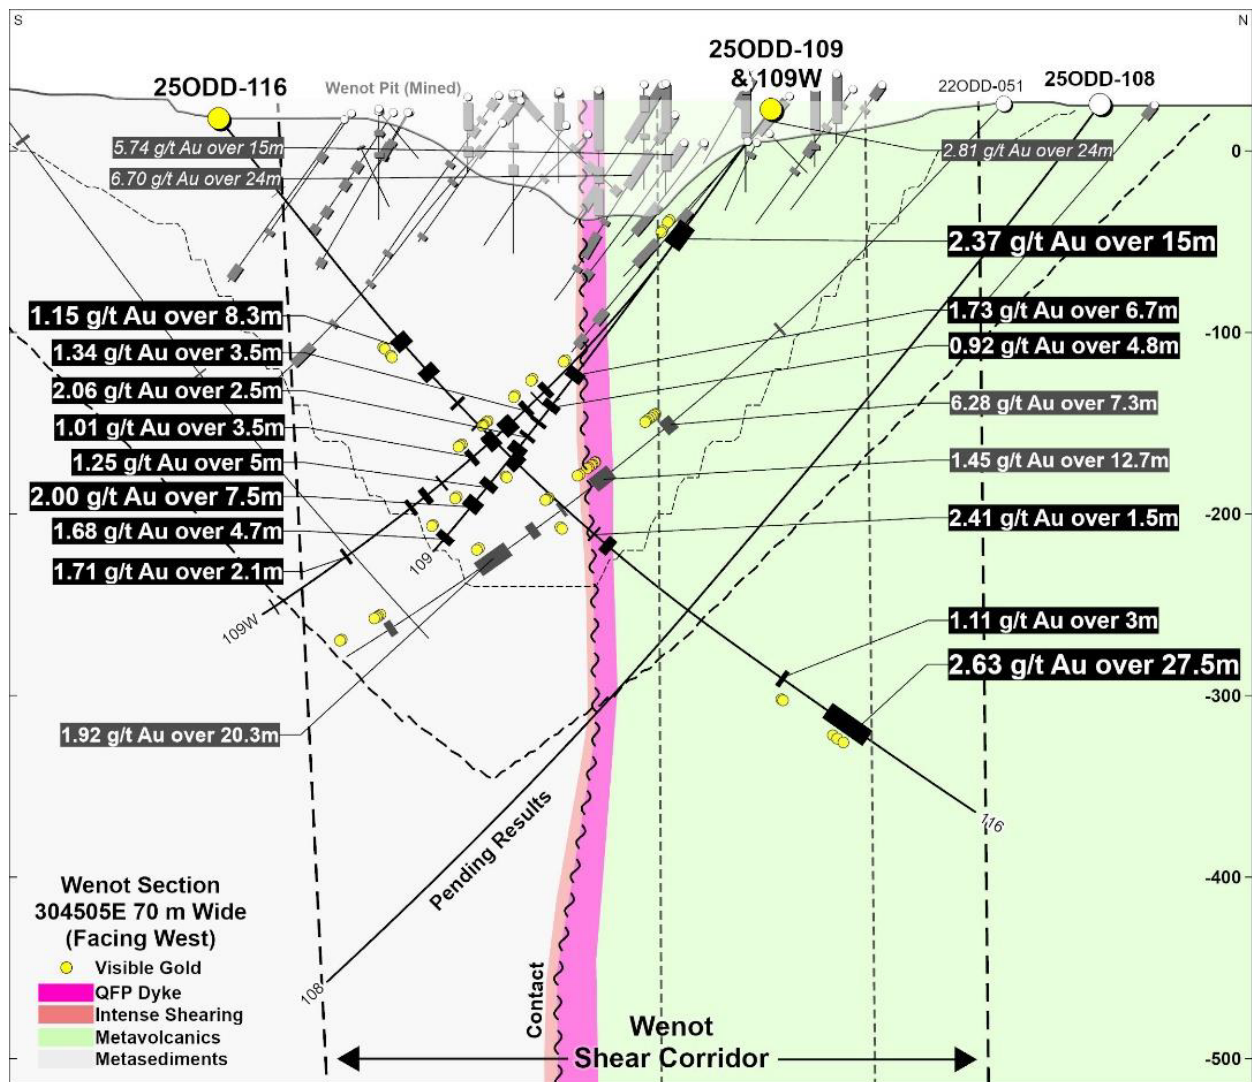 S
N
25ODD-109
& 109W
25ODD-116
Wenot Pit (Mined)
22ODD-051
25ODD-108
5.74 g/t Au over 15m
2.81 g/t Au over 24m
0
6.70 g/t Au over 24m
2.37 g/t Au over 15m
1.15 g/t Au over 8.3m
1.73 g/t Au over 6.7m
-100
1.34 g/t Au over 3.5m
0.92 g/t Au over 4.8m
2.06 g/t Au over 2.5m
6.28 g/t Au over 7.3m
1.01 g/t Au over 3.5m
1.25 g/t Au over 5m
1.45 g/t Au over 12.7m
2.00 g/t Au over 7.5m
-200
1.68 g/t Au over 4.7m
2.41 g/t Au over 1.5m
1.71 g/t Au over 2.1m
109
109W
1.11 g/t Au over 3m
2.63 g/t Au over 27.5m
-300
1.92 g/t Au over 20.3m
116
Pending Results
-400
108
Wenot Section
304505E 70 m Wide
(Facing West)
Visible Gold
QFP Dyke
Intense Shearing
Metavolcanics
Metasediments
Contact
Wenot
Shear Corridor
-500